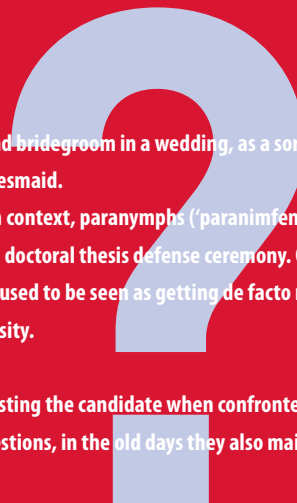 d bridegroom in a wedding, as a sor
esmaid.
context, paranymphs (‘paranimfen
doctoral thesis defense ceremony.
used to be seen as getting de facto
sity.
sting the candidate when confronte
estions, in the old days they also mai
?